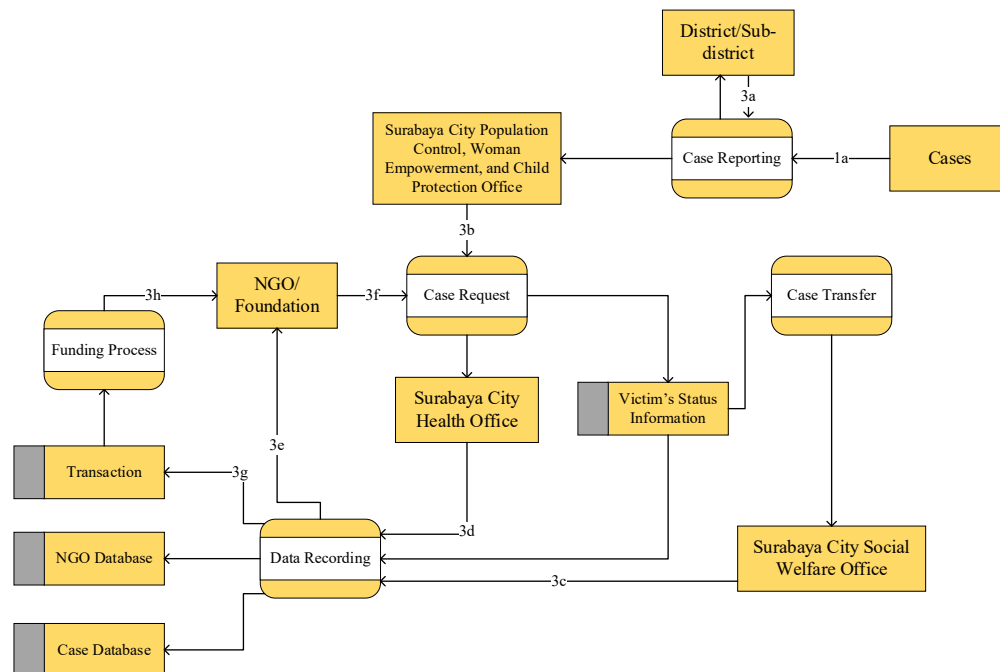 District/Sub-
district
3a
Surabaya City Population
Control, Woman
Empowerment, and Child
Protection Office
Case Reporting
1a
Cases
3b
NGO/
Foundation
3h
3f
Case Request
Case Transfer
Funding Process
Surabaya City
Health Office
Victim's Status
Information
3e
Transaction
3g
3d
NGO Database
Data Recording
Surabaya City Social
Welfare Office
3c
Case Database